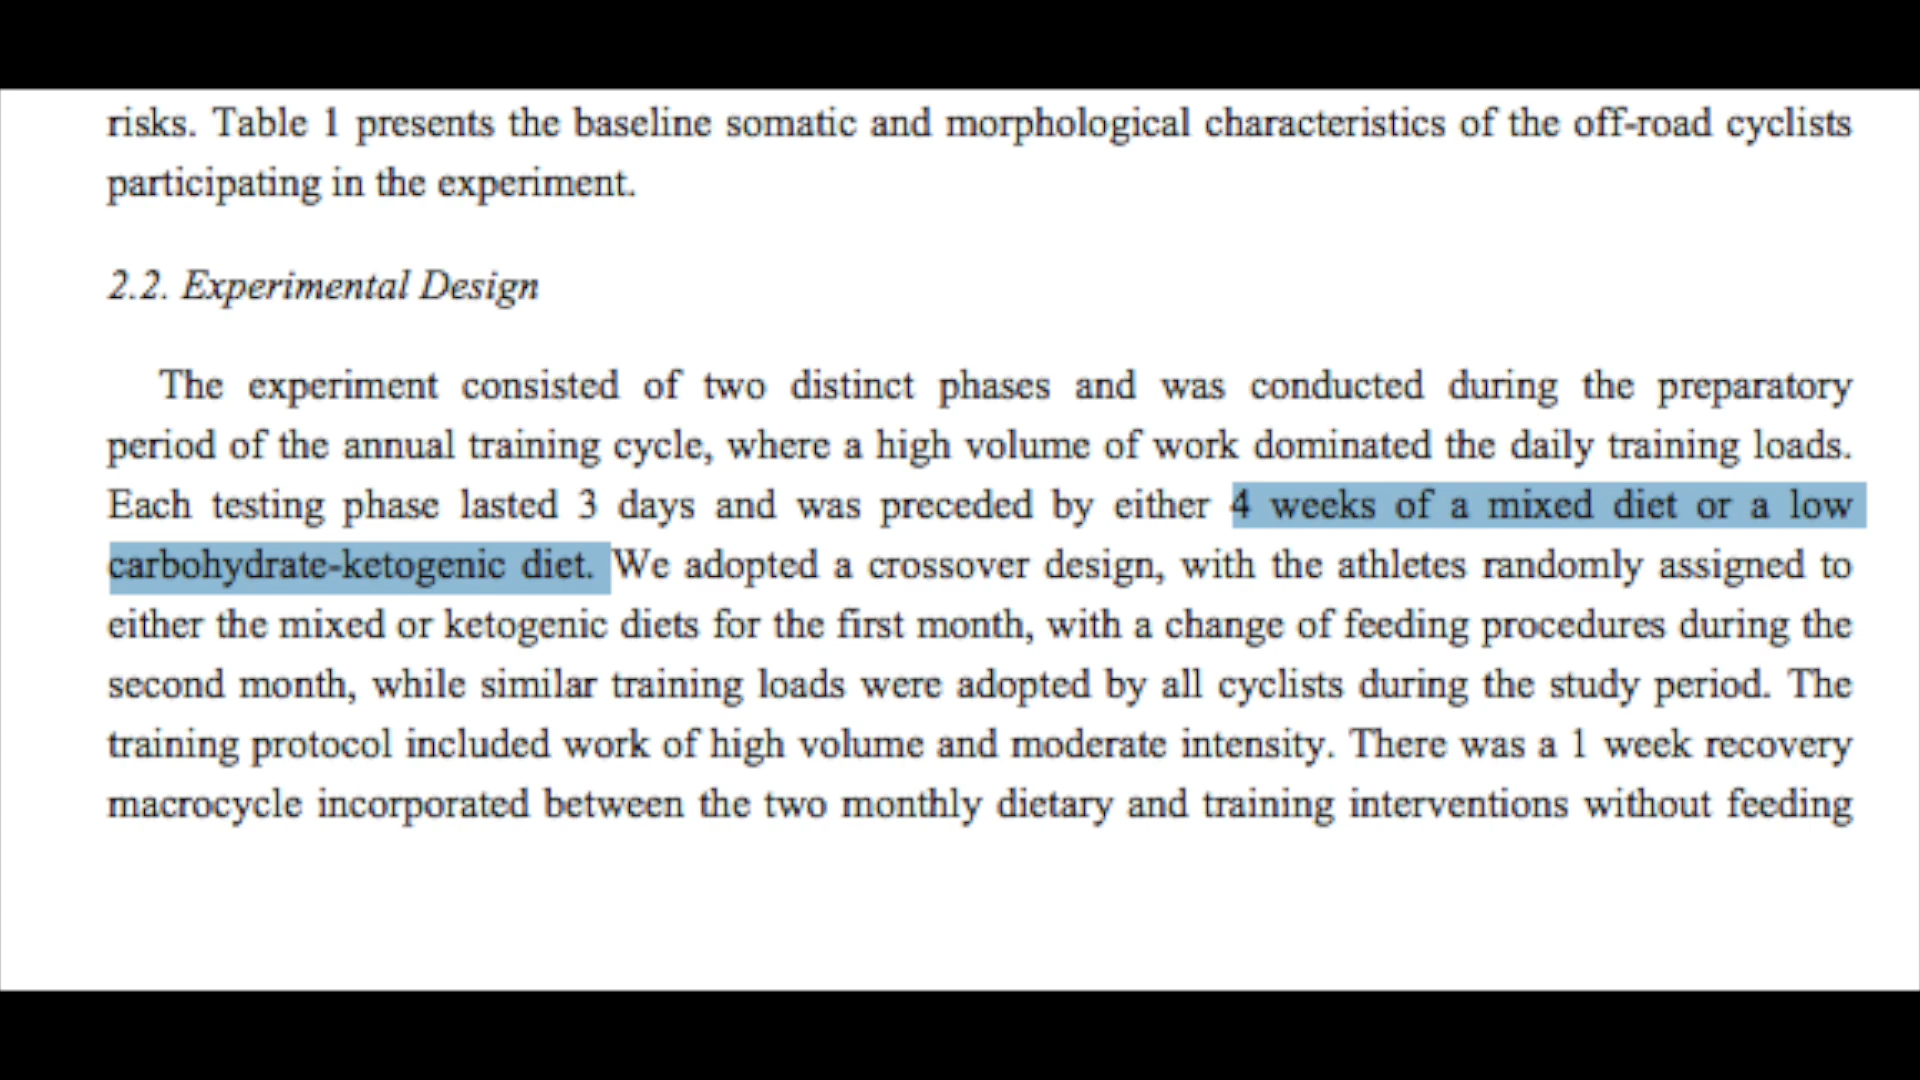 risks. Table 1 presents the baseline somatic and morphological characteristics of the off-road cyclists
participating in the experiment.
2.2. Experimental Design
The experiment consisted of two distinct phases and was conducted during the preparatory
period of the annual training cycle, where a high volume of work dominated the daily training loads.
Each testing phase lasted 3 days and was preceded by either 4 weeks of a mixed diet or a low
carbohydrate-ketogenic diet. We adopted a crossover design, with the athletes randomly assigned to
either the mixed or ketogenic diets for the first month, with a change of feeding procedures during the
second month, while similar training loads were adopted by all cyclists during the study period. The
training protocol included work of high volume and moderate intensity. There was a 1 week recovery
macrocycle incorporated between the two monthly dietary and training interventions without feeding